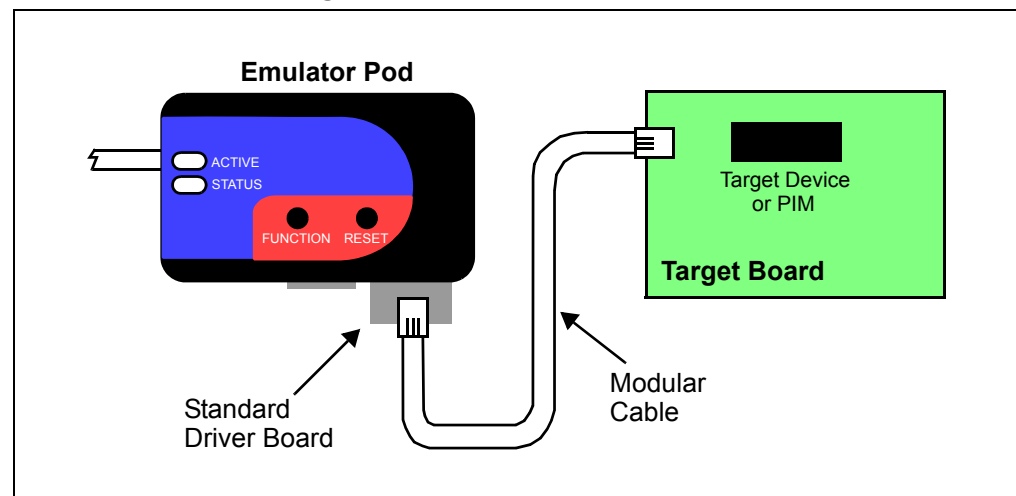 Emulator Pod
ACTIVE
STATUS
FUNCTION RESET
Target Device
or PIM
Target Board
Standard
Driver Board
Modular
Cable